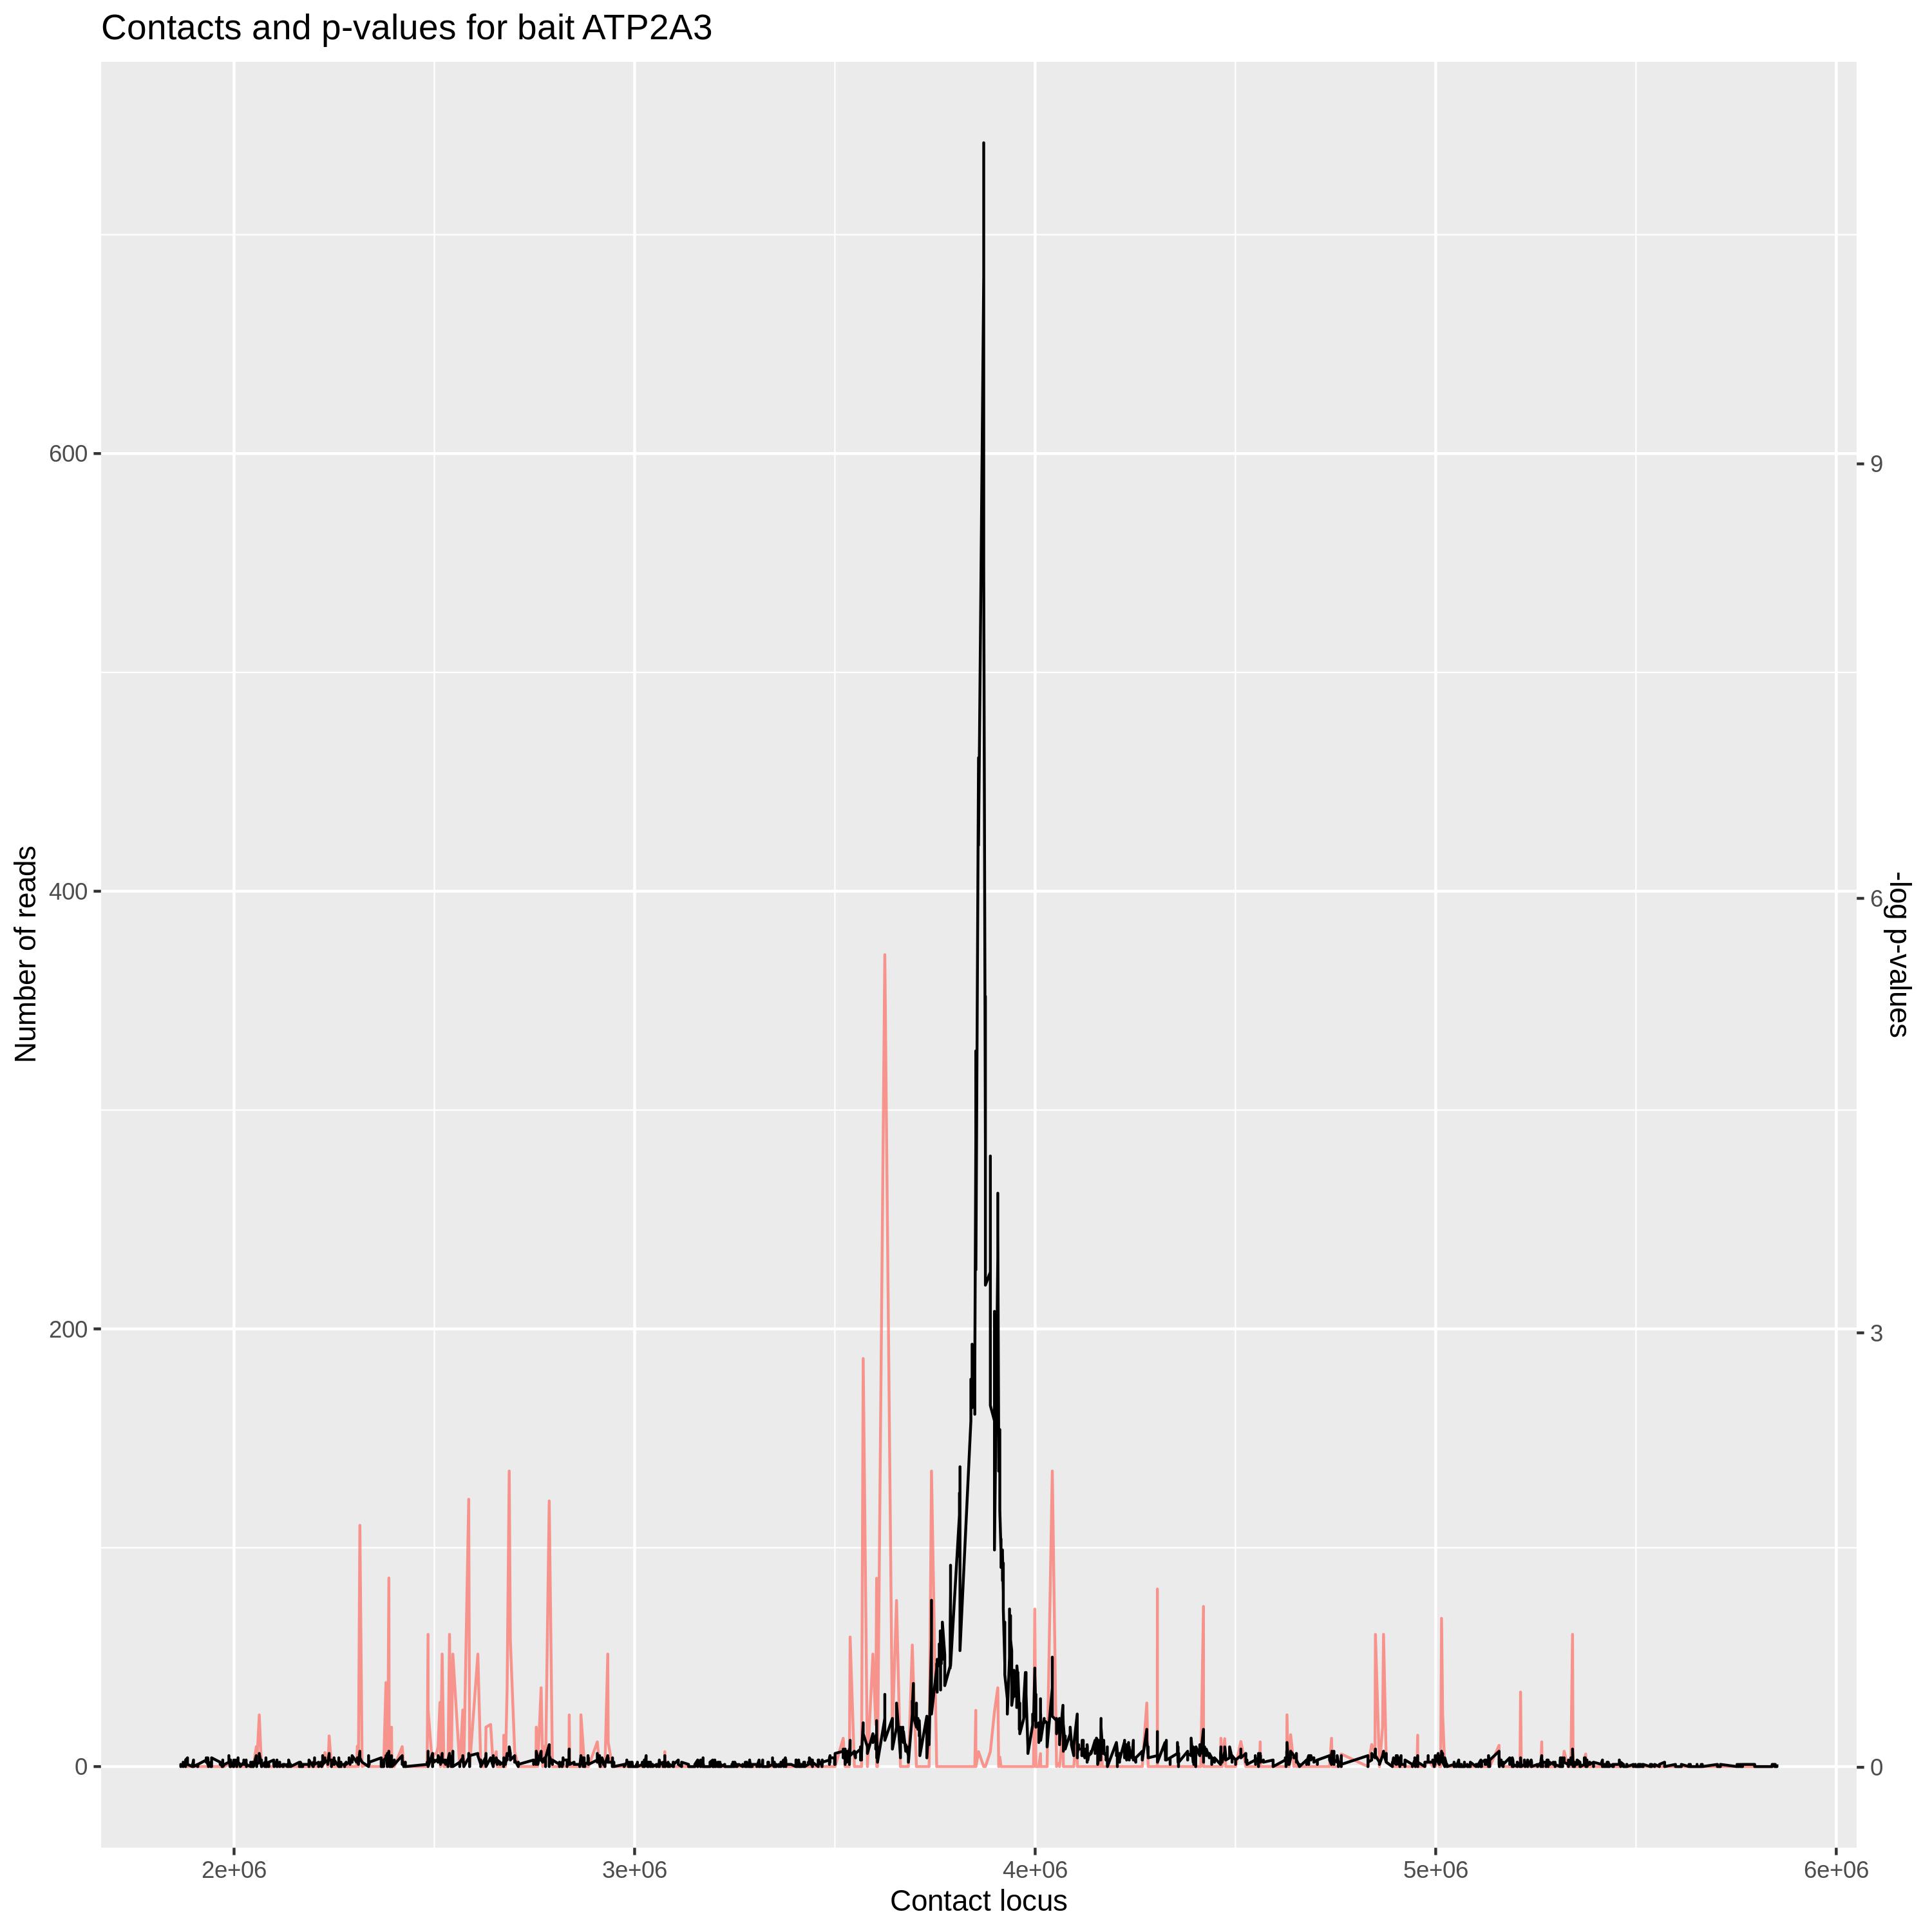 Contacts and p-values for bait ATP2A3
Number of reads
600
400
200
0
9
6
3
0
-log p-values
2e+06
3e+06
4e+06
5e+06
6e+06
Contact locus